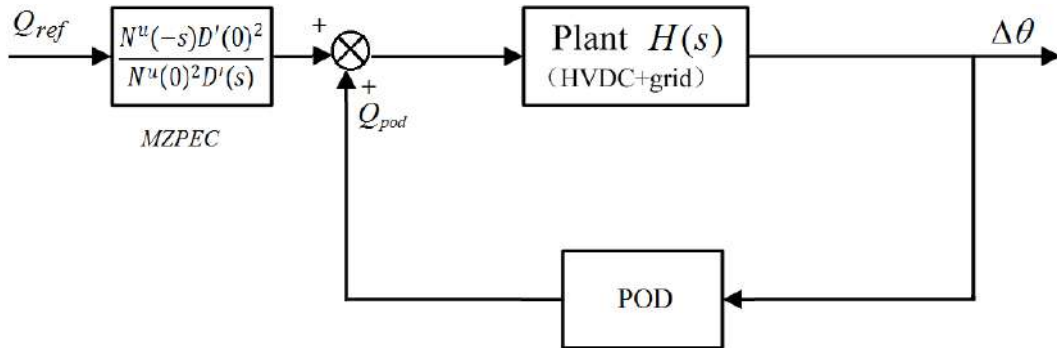 Q_ref
N^u(-s)D'(0)^2
N^u(0)^2D'(s)
MZPEC
+
+
Q_pod
Plant H(s)
(HVDC+grid)
Δθ
POD